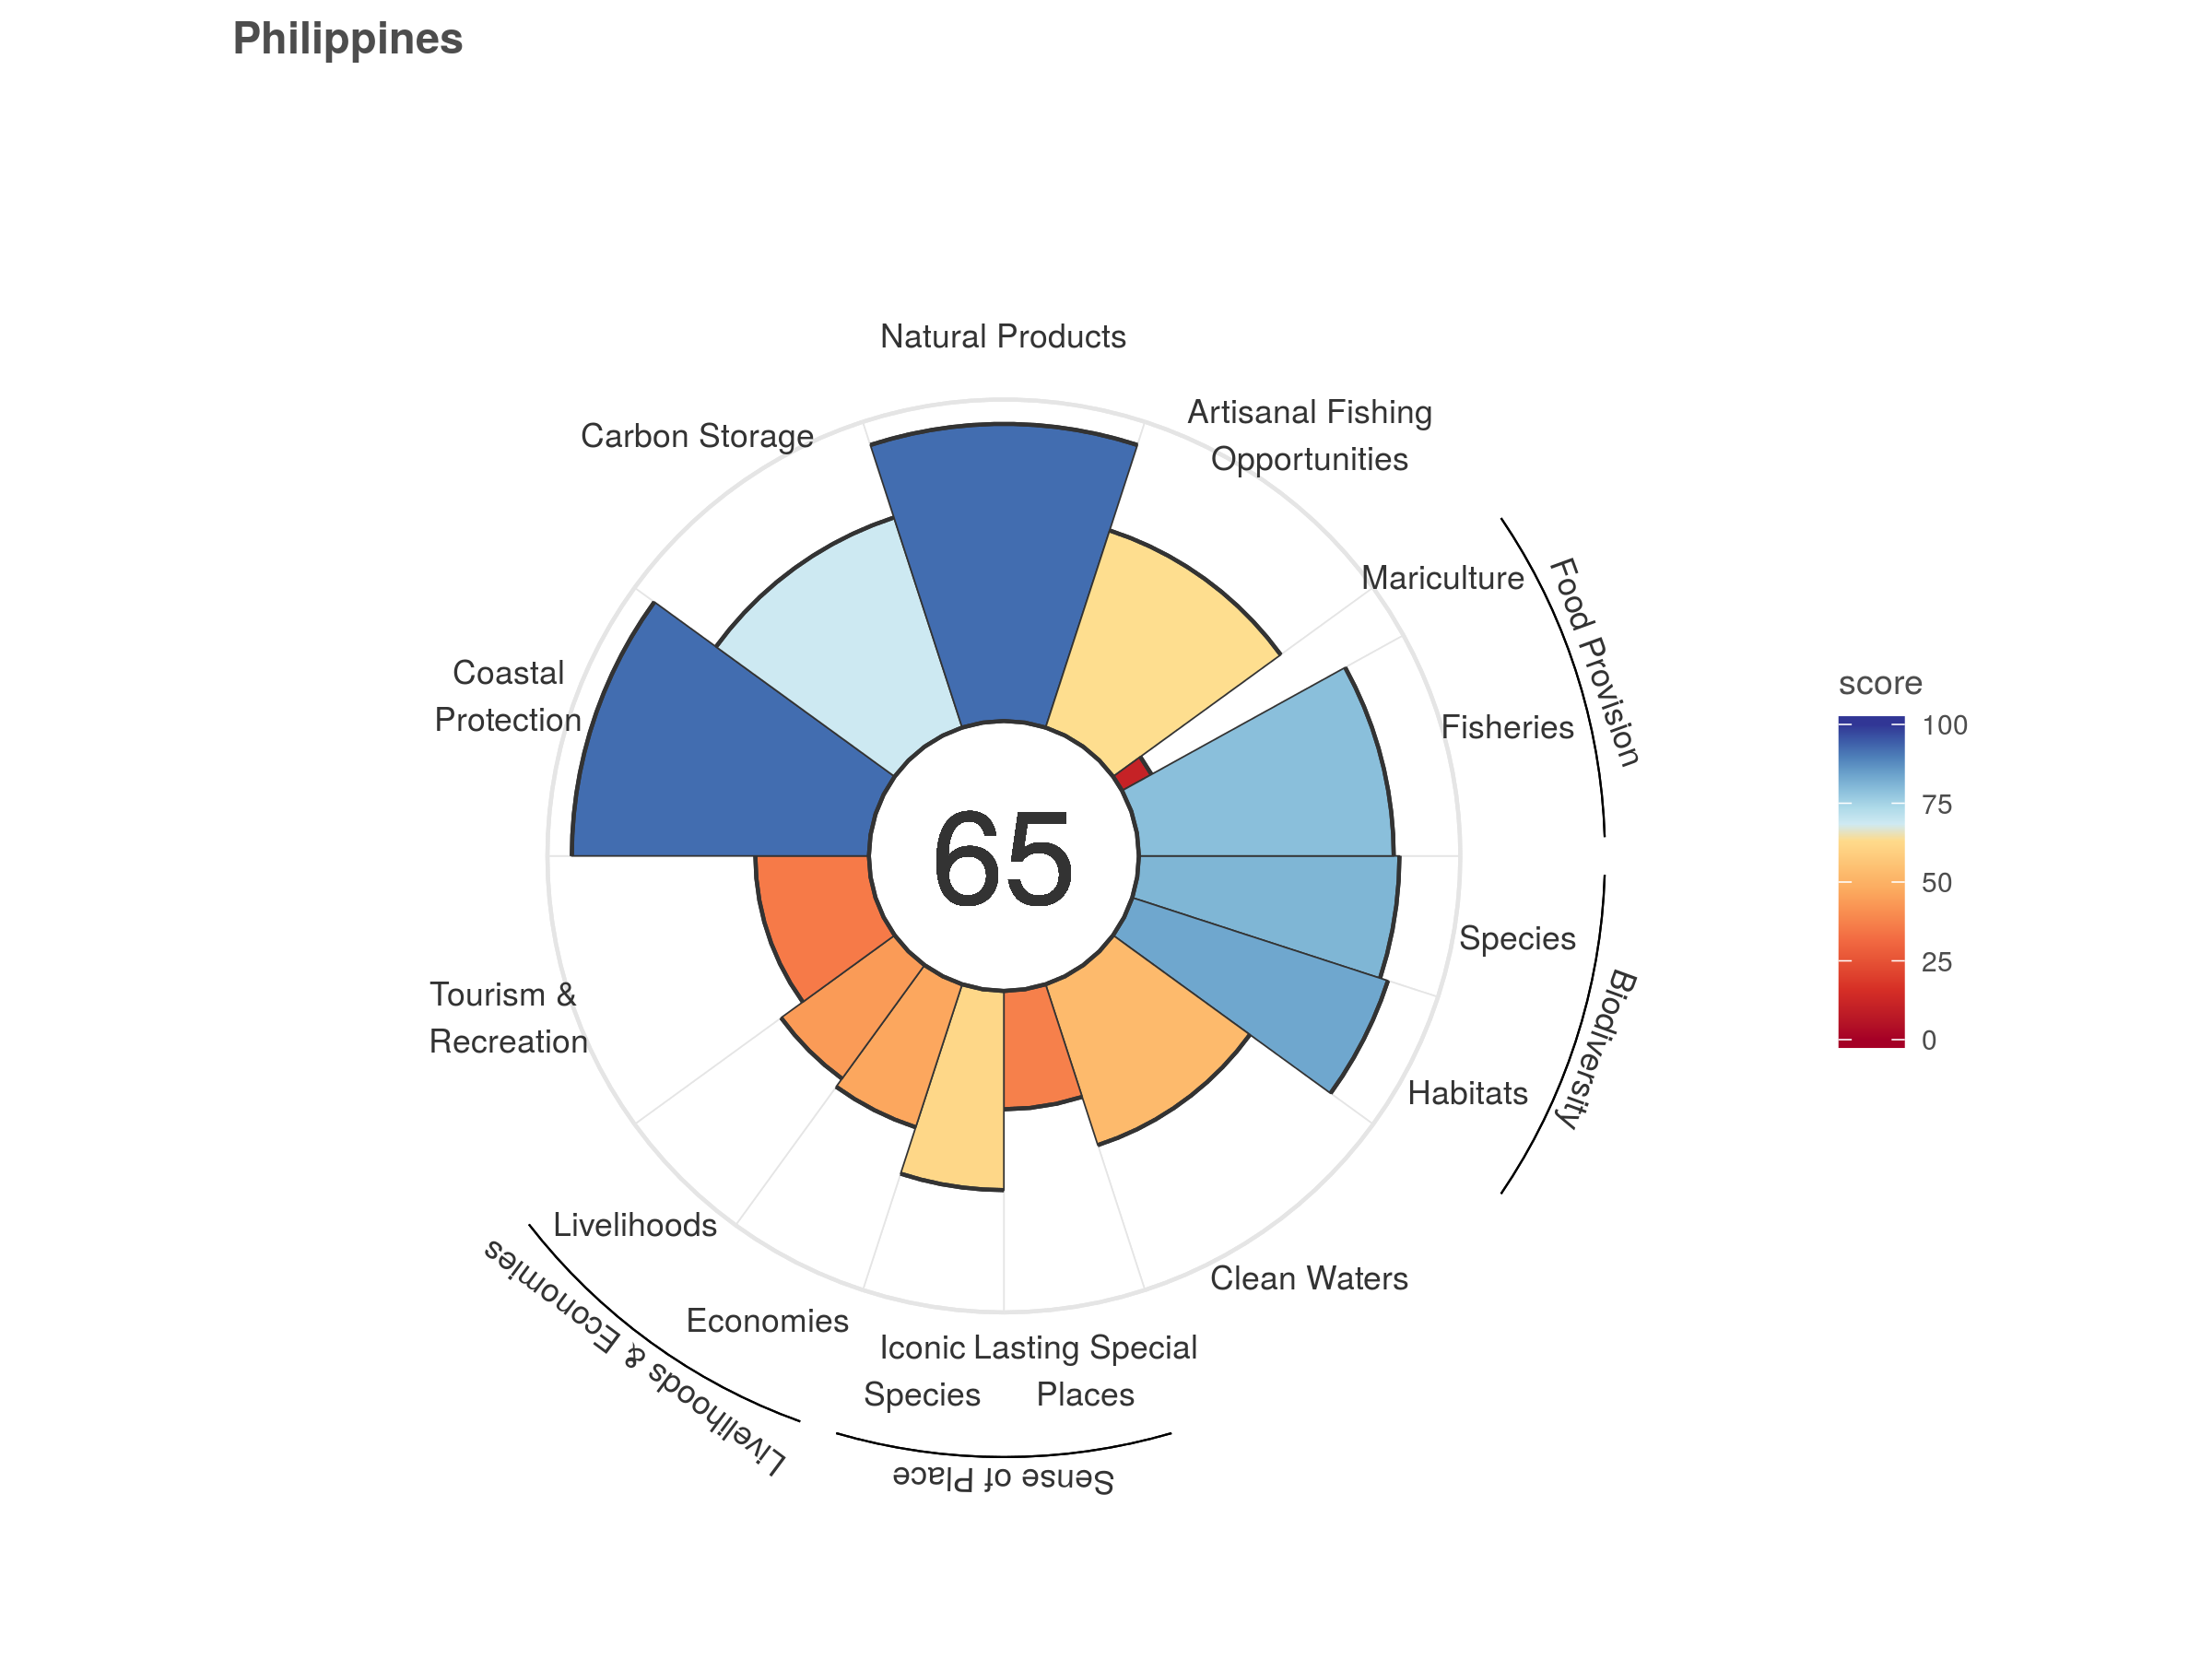 Philippines
Natural Products
Artisanal Fishing
Opportunities
Carbon Storage
Mariculture
Food Provision
Coastal
Protection
Fisheries
score
100
75
50
25
0
65
Species
Biodiversity
Tourism &
Recreation
Habitats
Livelihoods
Livelihoods & Economies
Clean Waters
Economies
Iconic
Species
Lasting Special
Places
Sense of Place